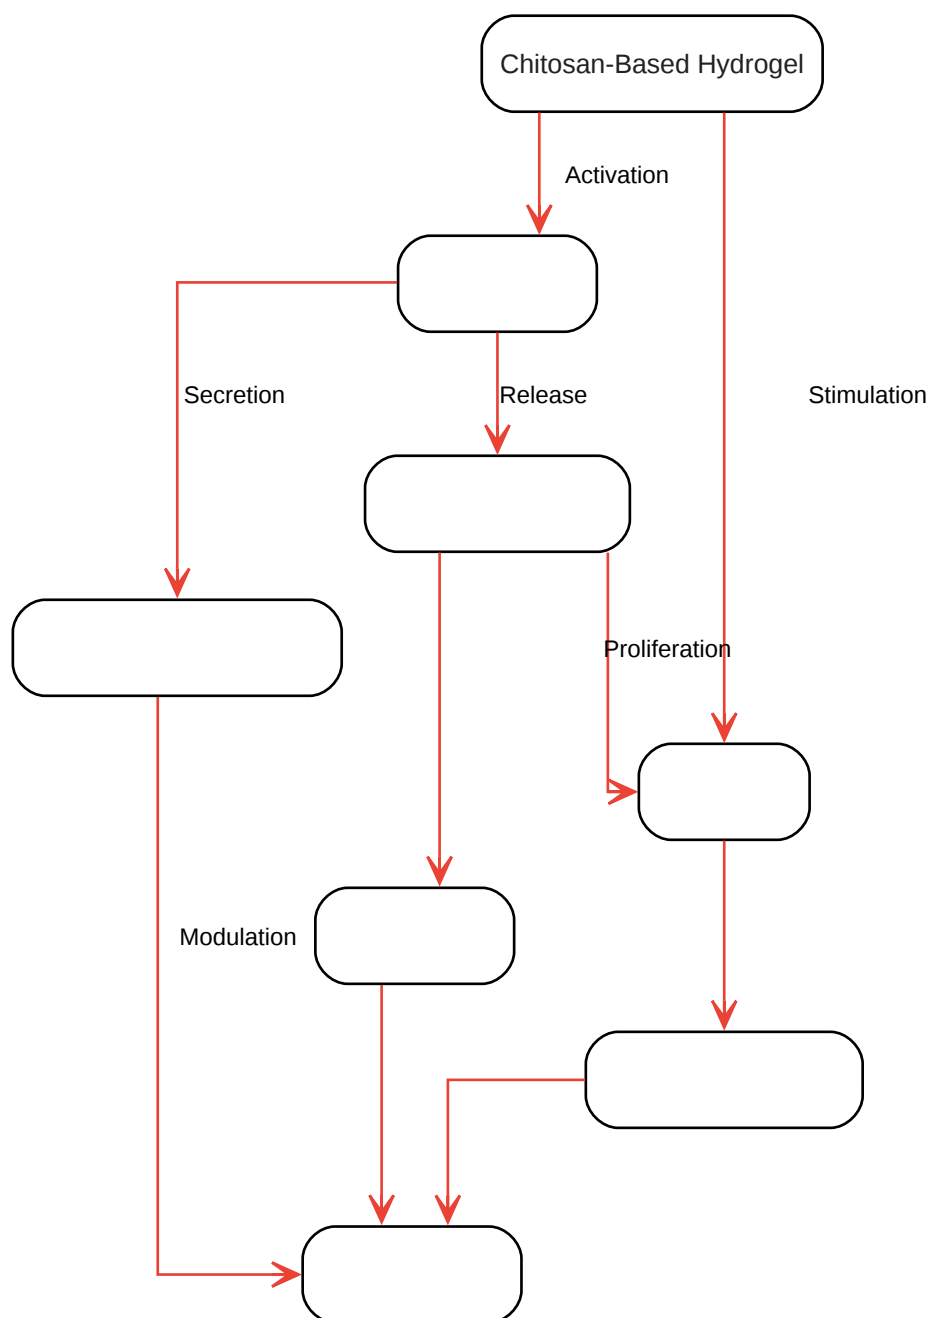 Chitosan-Based Hydrogel
Activation
Secretion
Release
Stimulation
Proliferation
Modulation